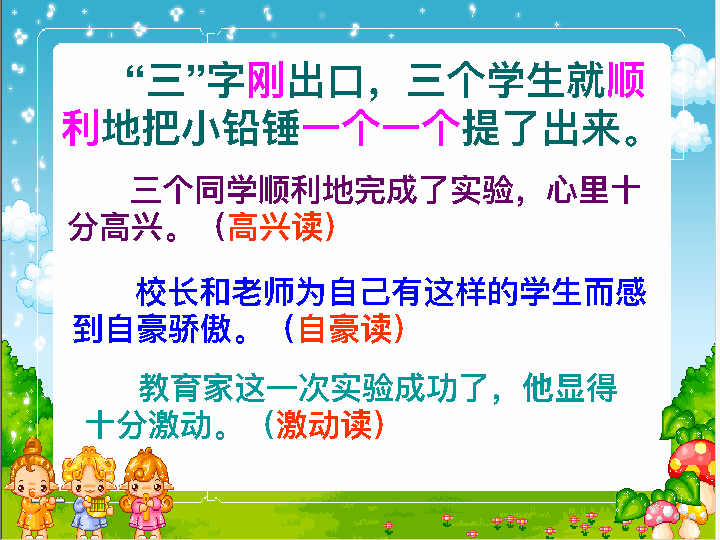 “三”字刚出口，三个学生就顺
利地把小铅锤一个一个提了出来。
三个同学顺利地完成了实验，心里十
分高兴。（高兴读）
校长和老师为自己有这样的学生而感
到自豪骄傲。（自豪读）
教育家这一次实验成功了，他显得
十分激动。（激动读）